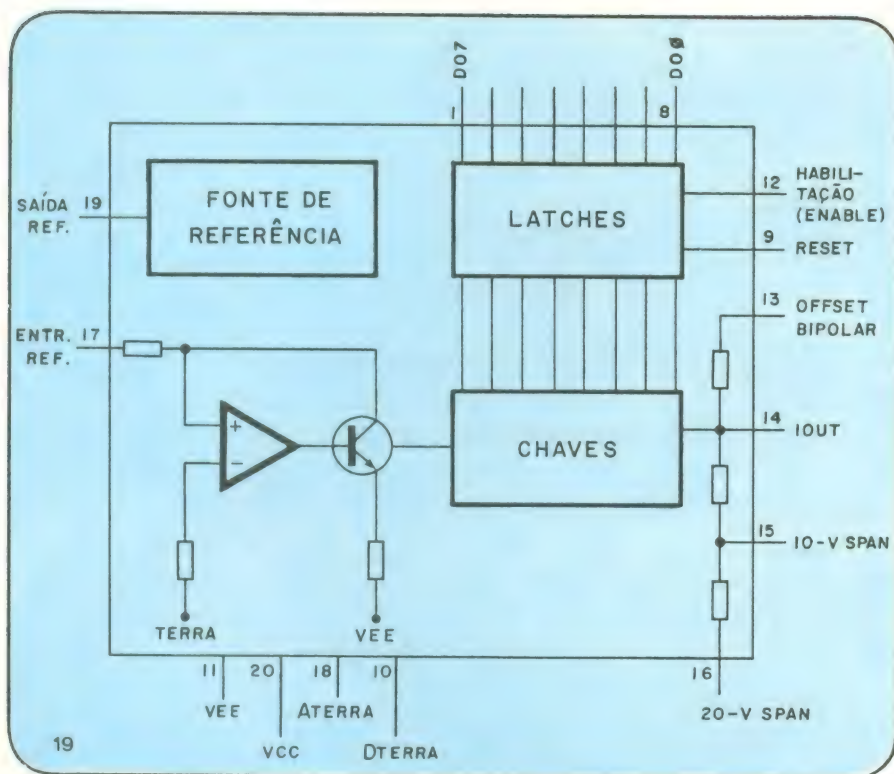 DO7
DOØ
1
8
FONTE DE
REFERÊNCIA
SAÍDA
REF.
19
LATCHES
12
HABILI-
TAÇÃO
(ENABLE)
9
RESET
13
OFFSET
BIPOLAR
ENTR.
REF.
17
+
−
CHAVES
14
IOUT
15
10-V SPAN
TERRA
VEE
11
VEE
20
VCC
18
ATERRA
10
DTERRA
16
20-V SPAN
19